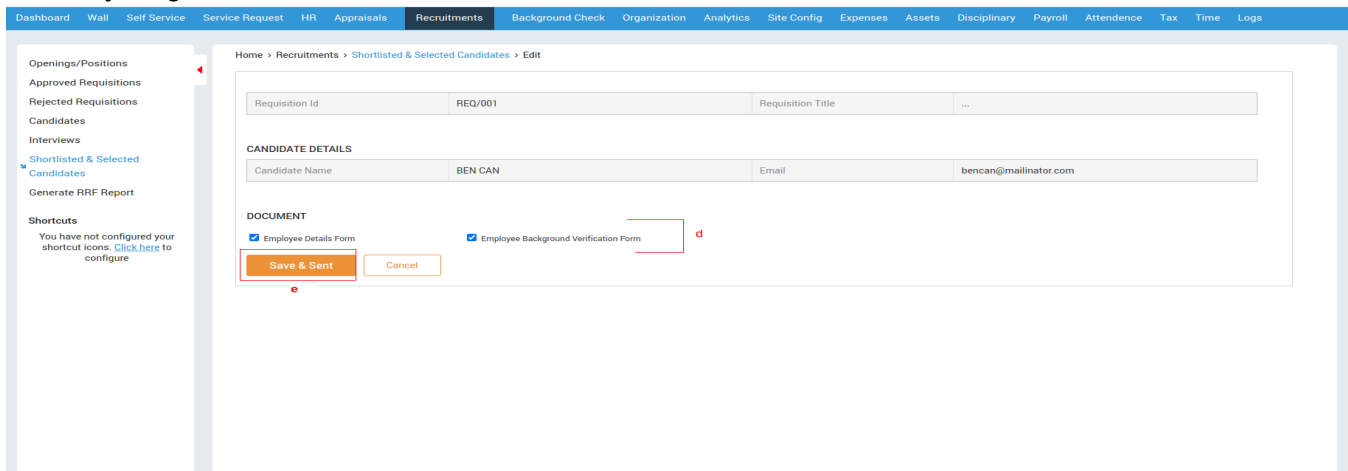 Dashboard Wall Self Service Service Request HR Appraisals Recruitments Background Check Organization Analytics Site Config Expenses Assets Disciplinary Payroll Attendence Tax Time Logs
Home › Recruitments › Shortlisted & Selected Candidates › Edit
Openings/Positions
Approved Requisitions
Rejected Requisitions
Candidates
Interviews
Shortlisted & Selected
Candidates
Generate RRF Report
Shortcuts
You have not configured your
shortcut icons. Click here to
configure
Requisition Id REQ/001 Requisition Title ...
CANDIDATE DETAILS
Candidate Name BEN CAN Email bencan@mailinator.com
DOCUMENT
Employee Details Form Employee Background Verification Form d
Save & Sent Cancel
e